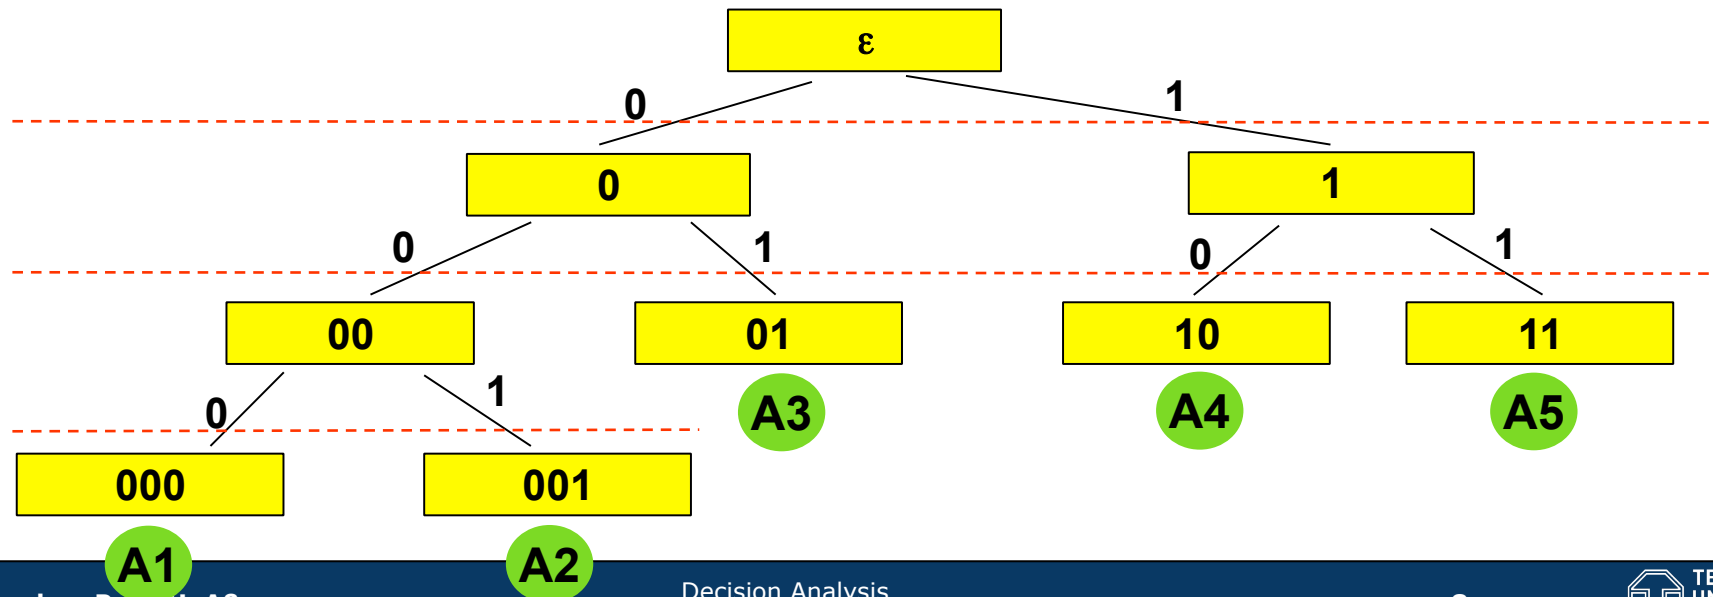 ε
0 1
0 1
0 1 0 1
00 01 10 11
0 1
A3 A4 A5
000 001
A1 A2
Decision Analysis